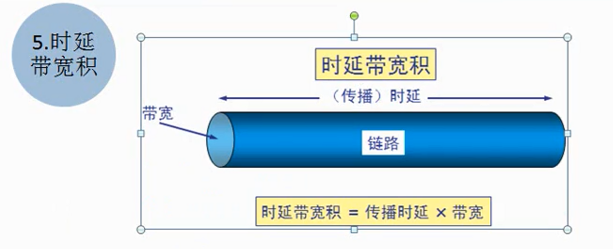 5.时延
带宽积
时延带宽积
（传播）时延
带宽
链路
时延带宽积 = 传播时延 × 带宽